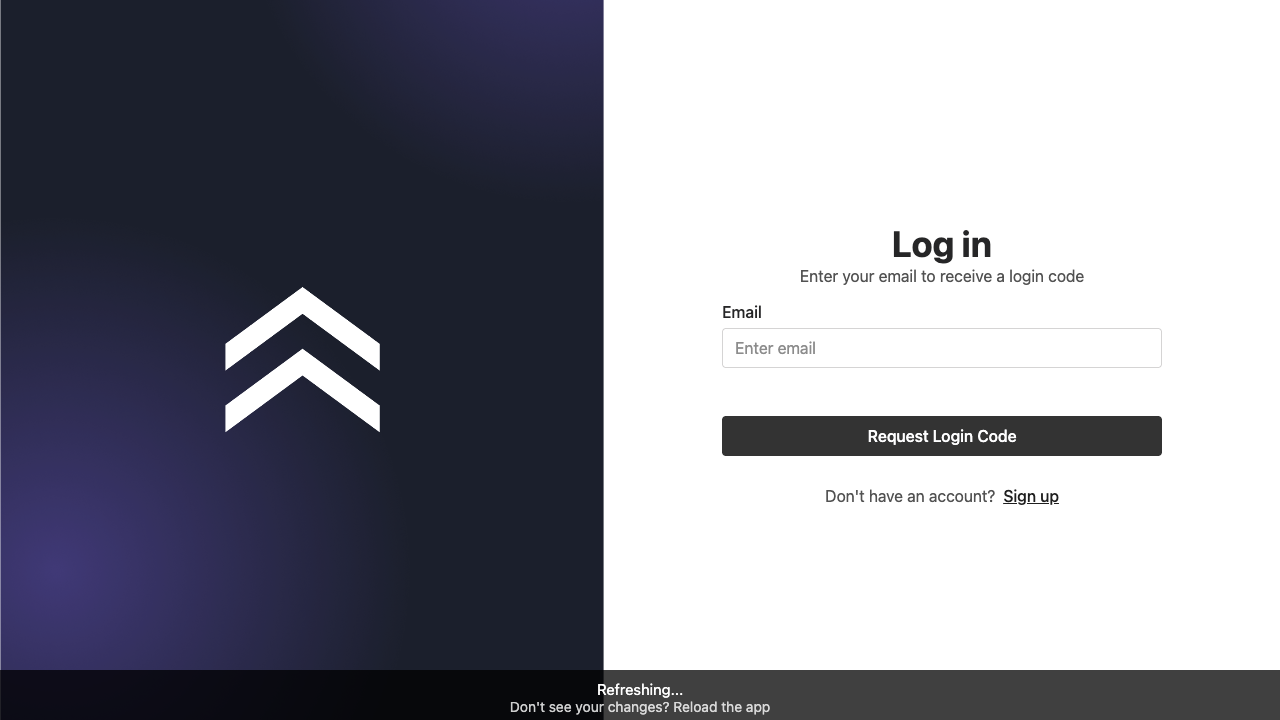 Log in
Enter your email to receive a login code
Email
Enter email
Request Login Code
Don't have an account? Sign up
Refreshing...
Don't see your changes? Reload the app